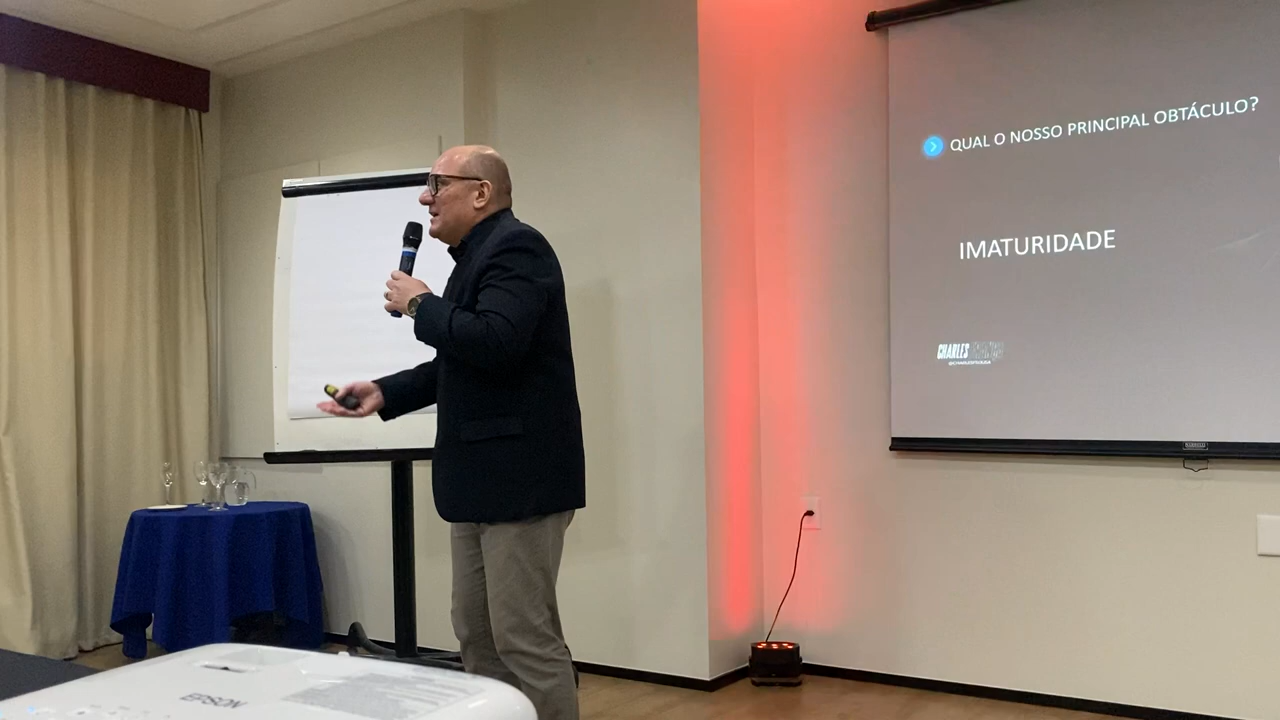 QUAL O NOSSO PRINCIPAL OBTÁCULO?
IMATURIDADE
CHARLES
EPSON